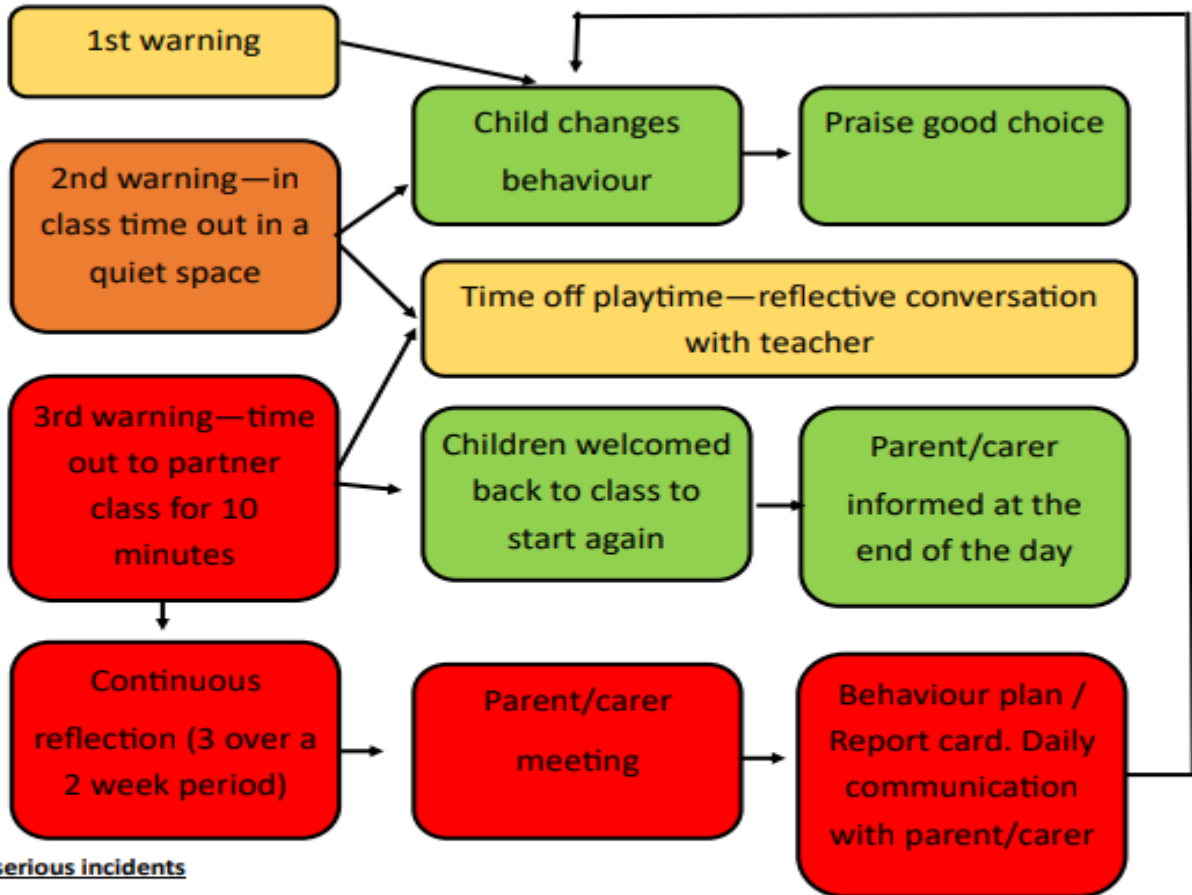 1st warning
Child changes
behaviour
Praise good choice
2nd warning—in
class time out in a
quiet space
Time off playtime—reflective conversation
with teacher
3rd warning—time
out to partner
class for 10
minutes
Children welcomed
back to class to
start again
Parent/carer
informed at the
end of the day
Continuous
reflection (3 over a
2 week period)
Parent/carer
meeting
Behaviour plan /
Report card. Daily
communication
with parent/carer
serious incidents